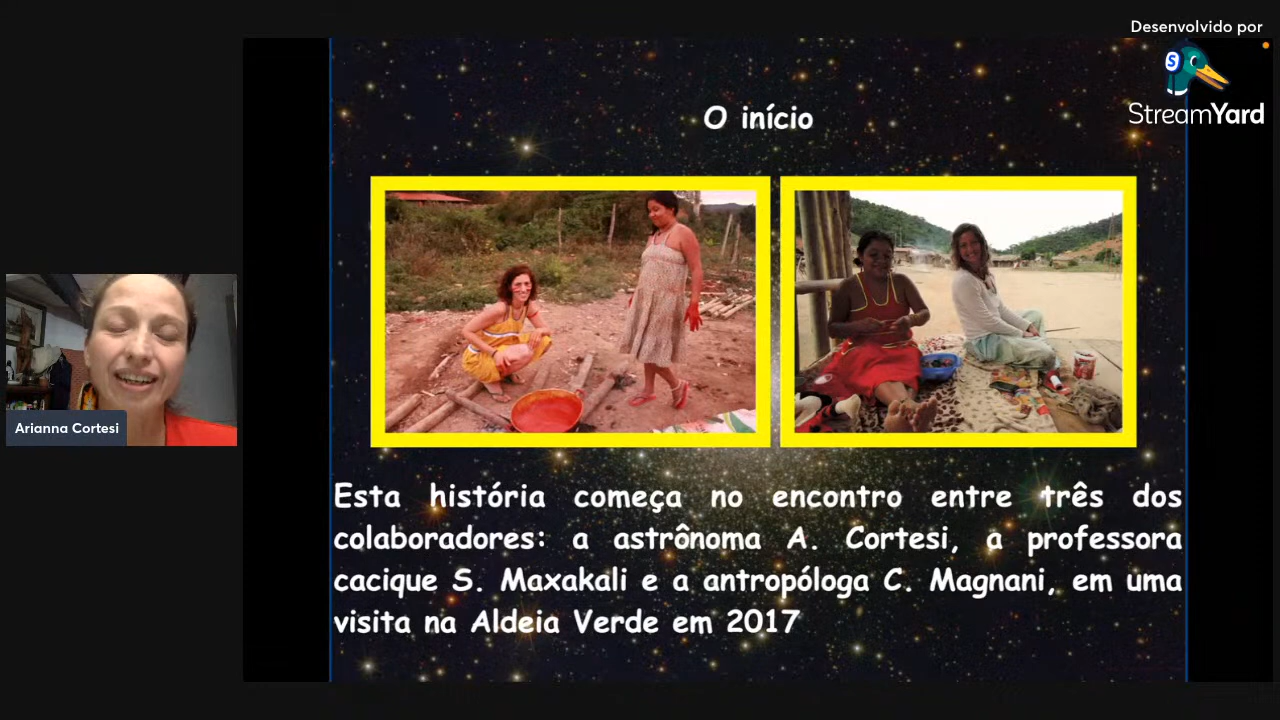 Desenvolvido por
S
StreamYard
O início
Arianna Cortesi
Esta história começa no encontro entre três dos
colaboradores: a astrônoma A. Cortesi, a professora
cacique S. Maxakali e a antropóloga C. Magnani, em uma
visita na Aldeia Verde em 2017